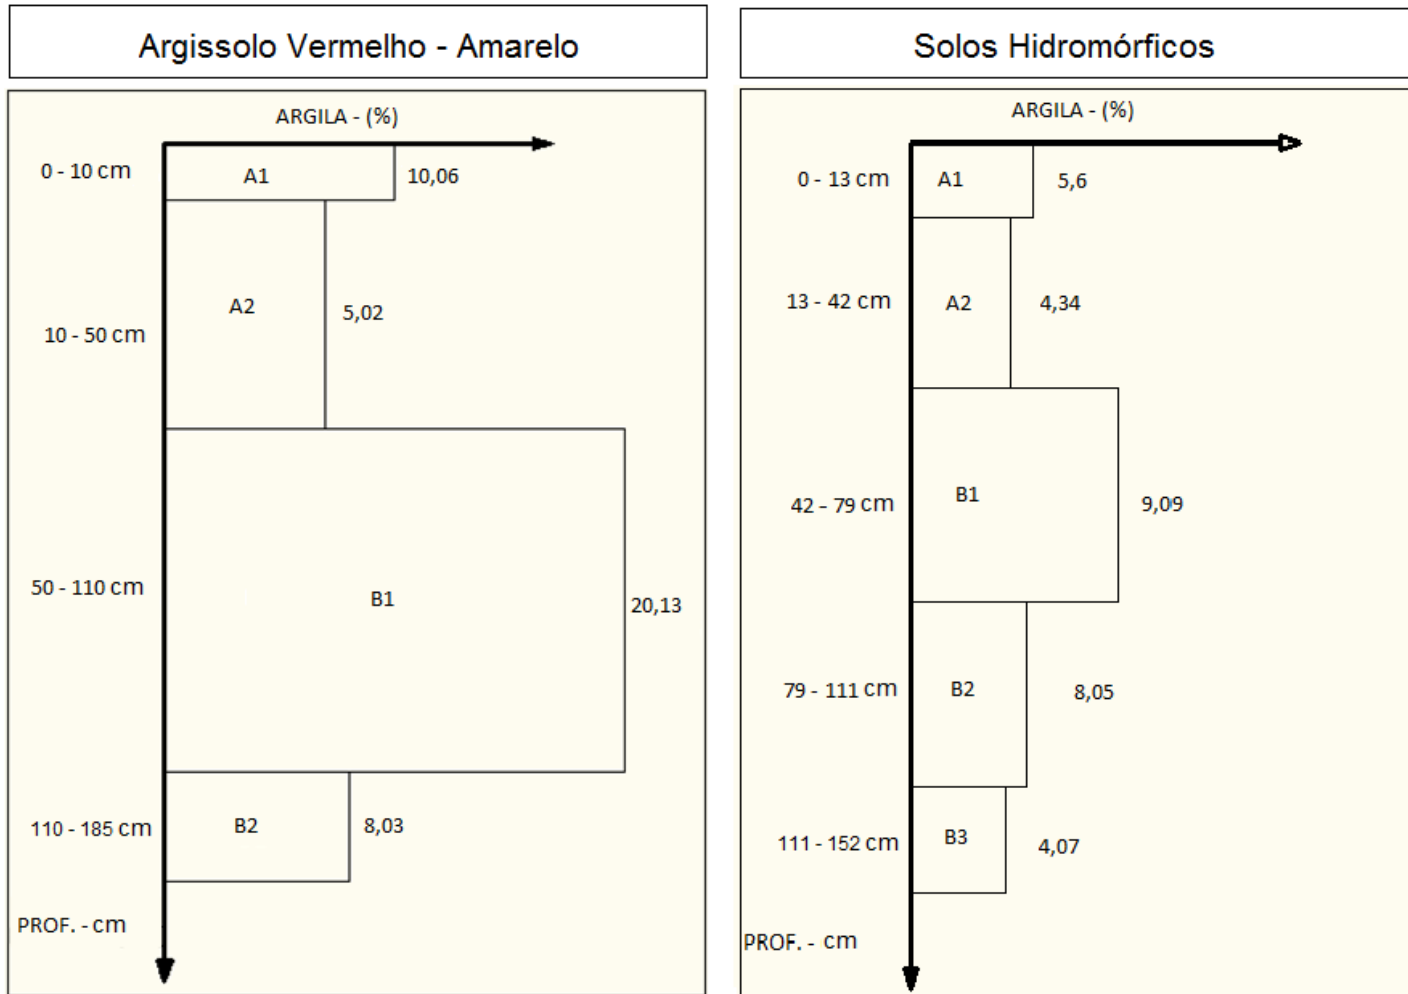 Argissolo Vermelho - Amarelo
ARGILA - (%)
0 - 10 cm
A1
10,06
A2
5,02
10 - 50 cm
50 - 110 cm
B1
20,13
110 - 185 cm
B2
8,03
PROF. - cm
Solos Hidromórficos
ARGILA - (%)
0 - 13 cm
A1
5,6
13 - 42 cm
A2
4,34
42 - 79 cm
B1
9,09
79 - 111 cm
B2
8,05
111 - 152 cm
B3
4,07
PROF. - cm